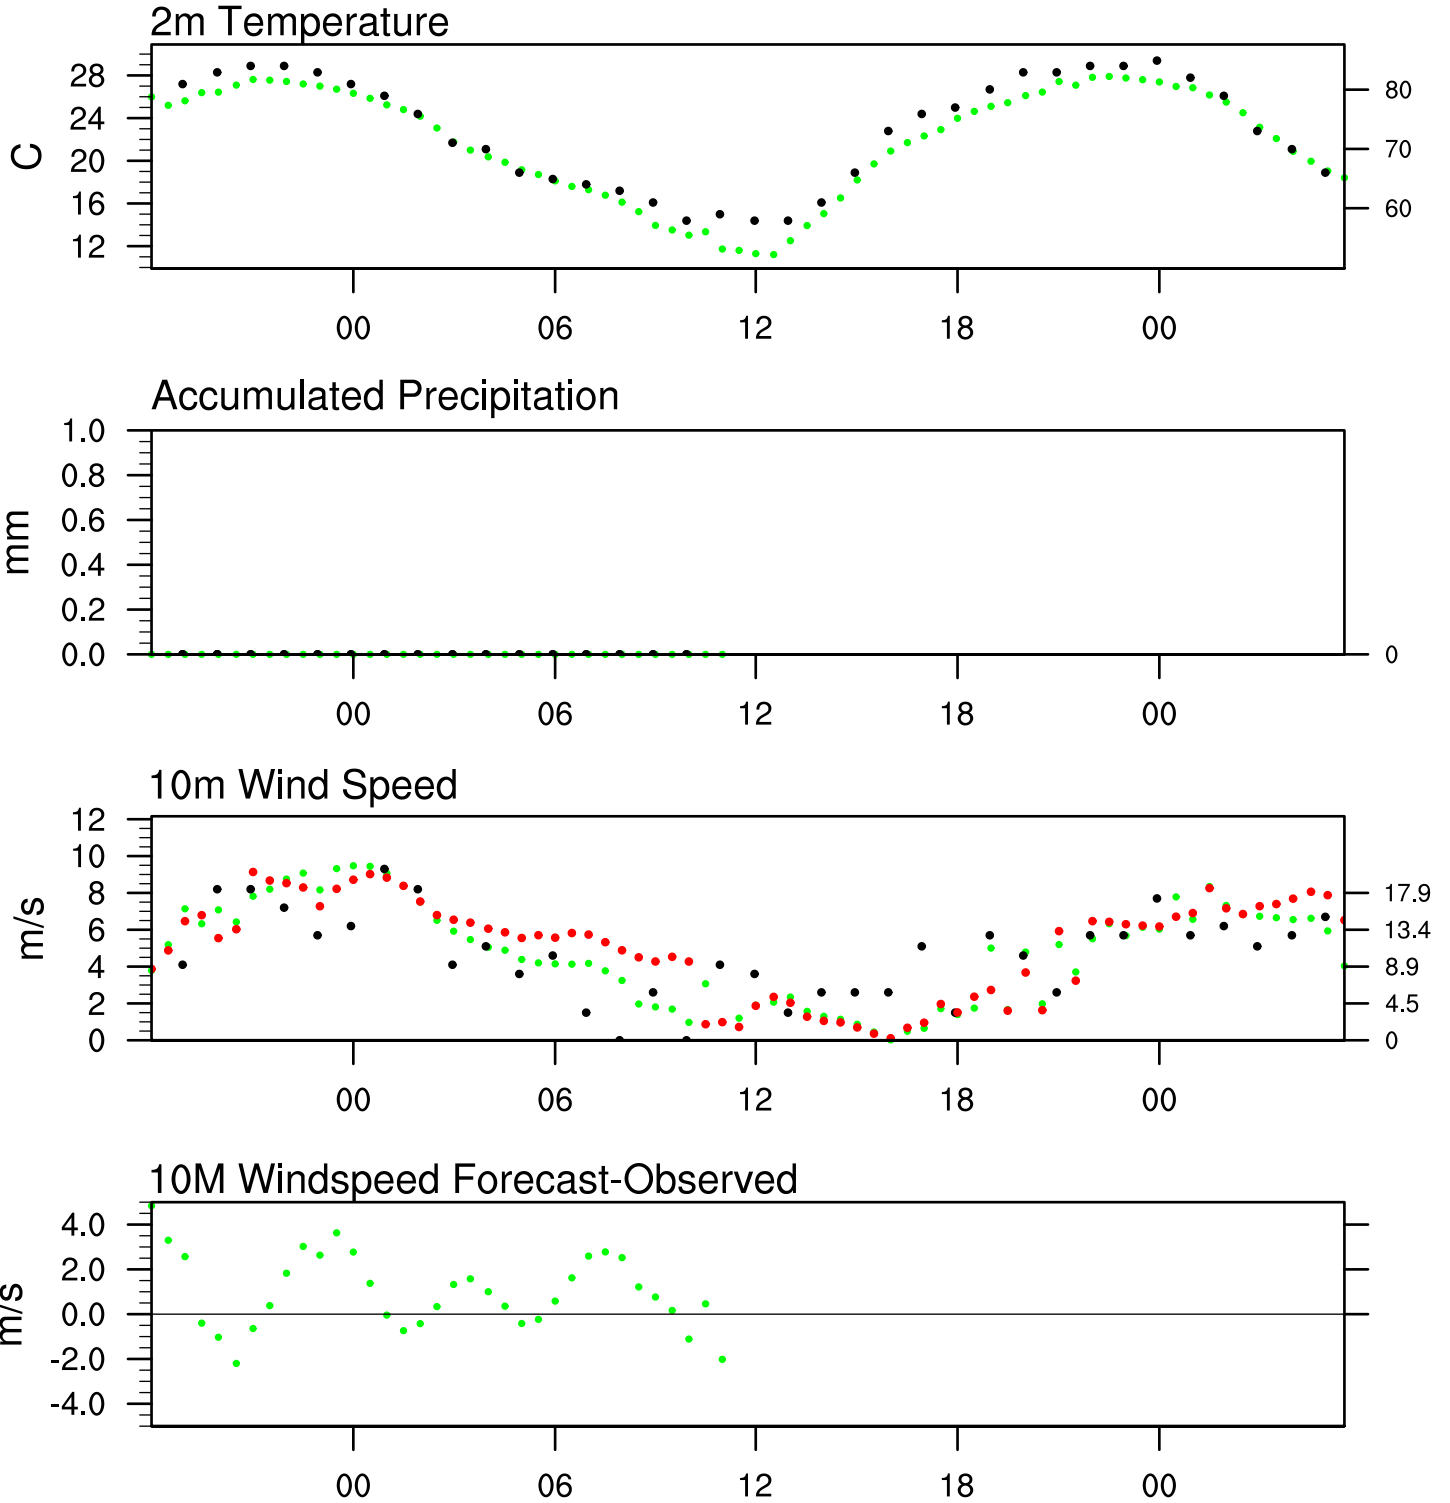 2m Temperature
28
24
20
16
12
C
80
70
60
00 06 12 18 00
Accumulated Precipitation
1.0
0.8
0.6
0.4
0.2
0.0
mm
0
00 06 12 18 00
10m Wind Speed
12
10
8
6
4
2
0
m/s
17.9
13.4
8.9
4.5
0
00 06 12 18 00
10M Windspeed Forecast-Observed
4.0
2.0
0.0
-2.0
-4.0
m/s
00 06 12 18 00